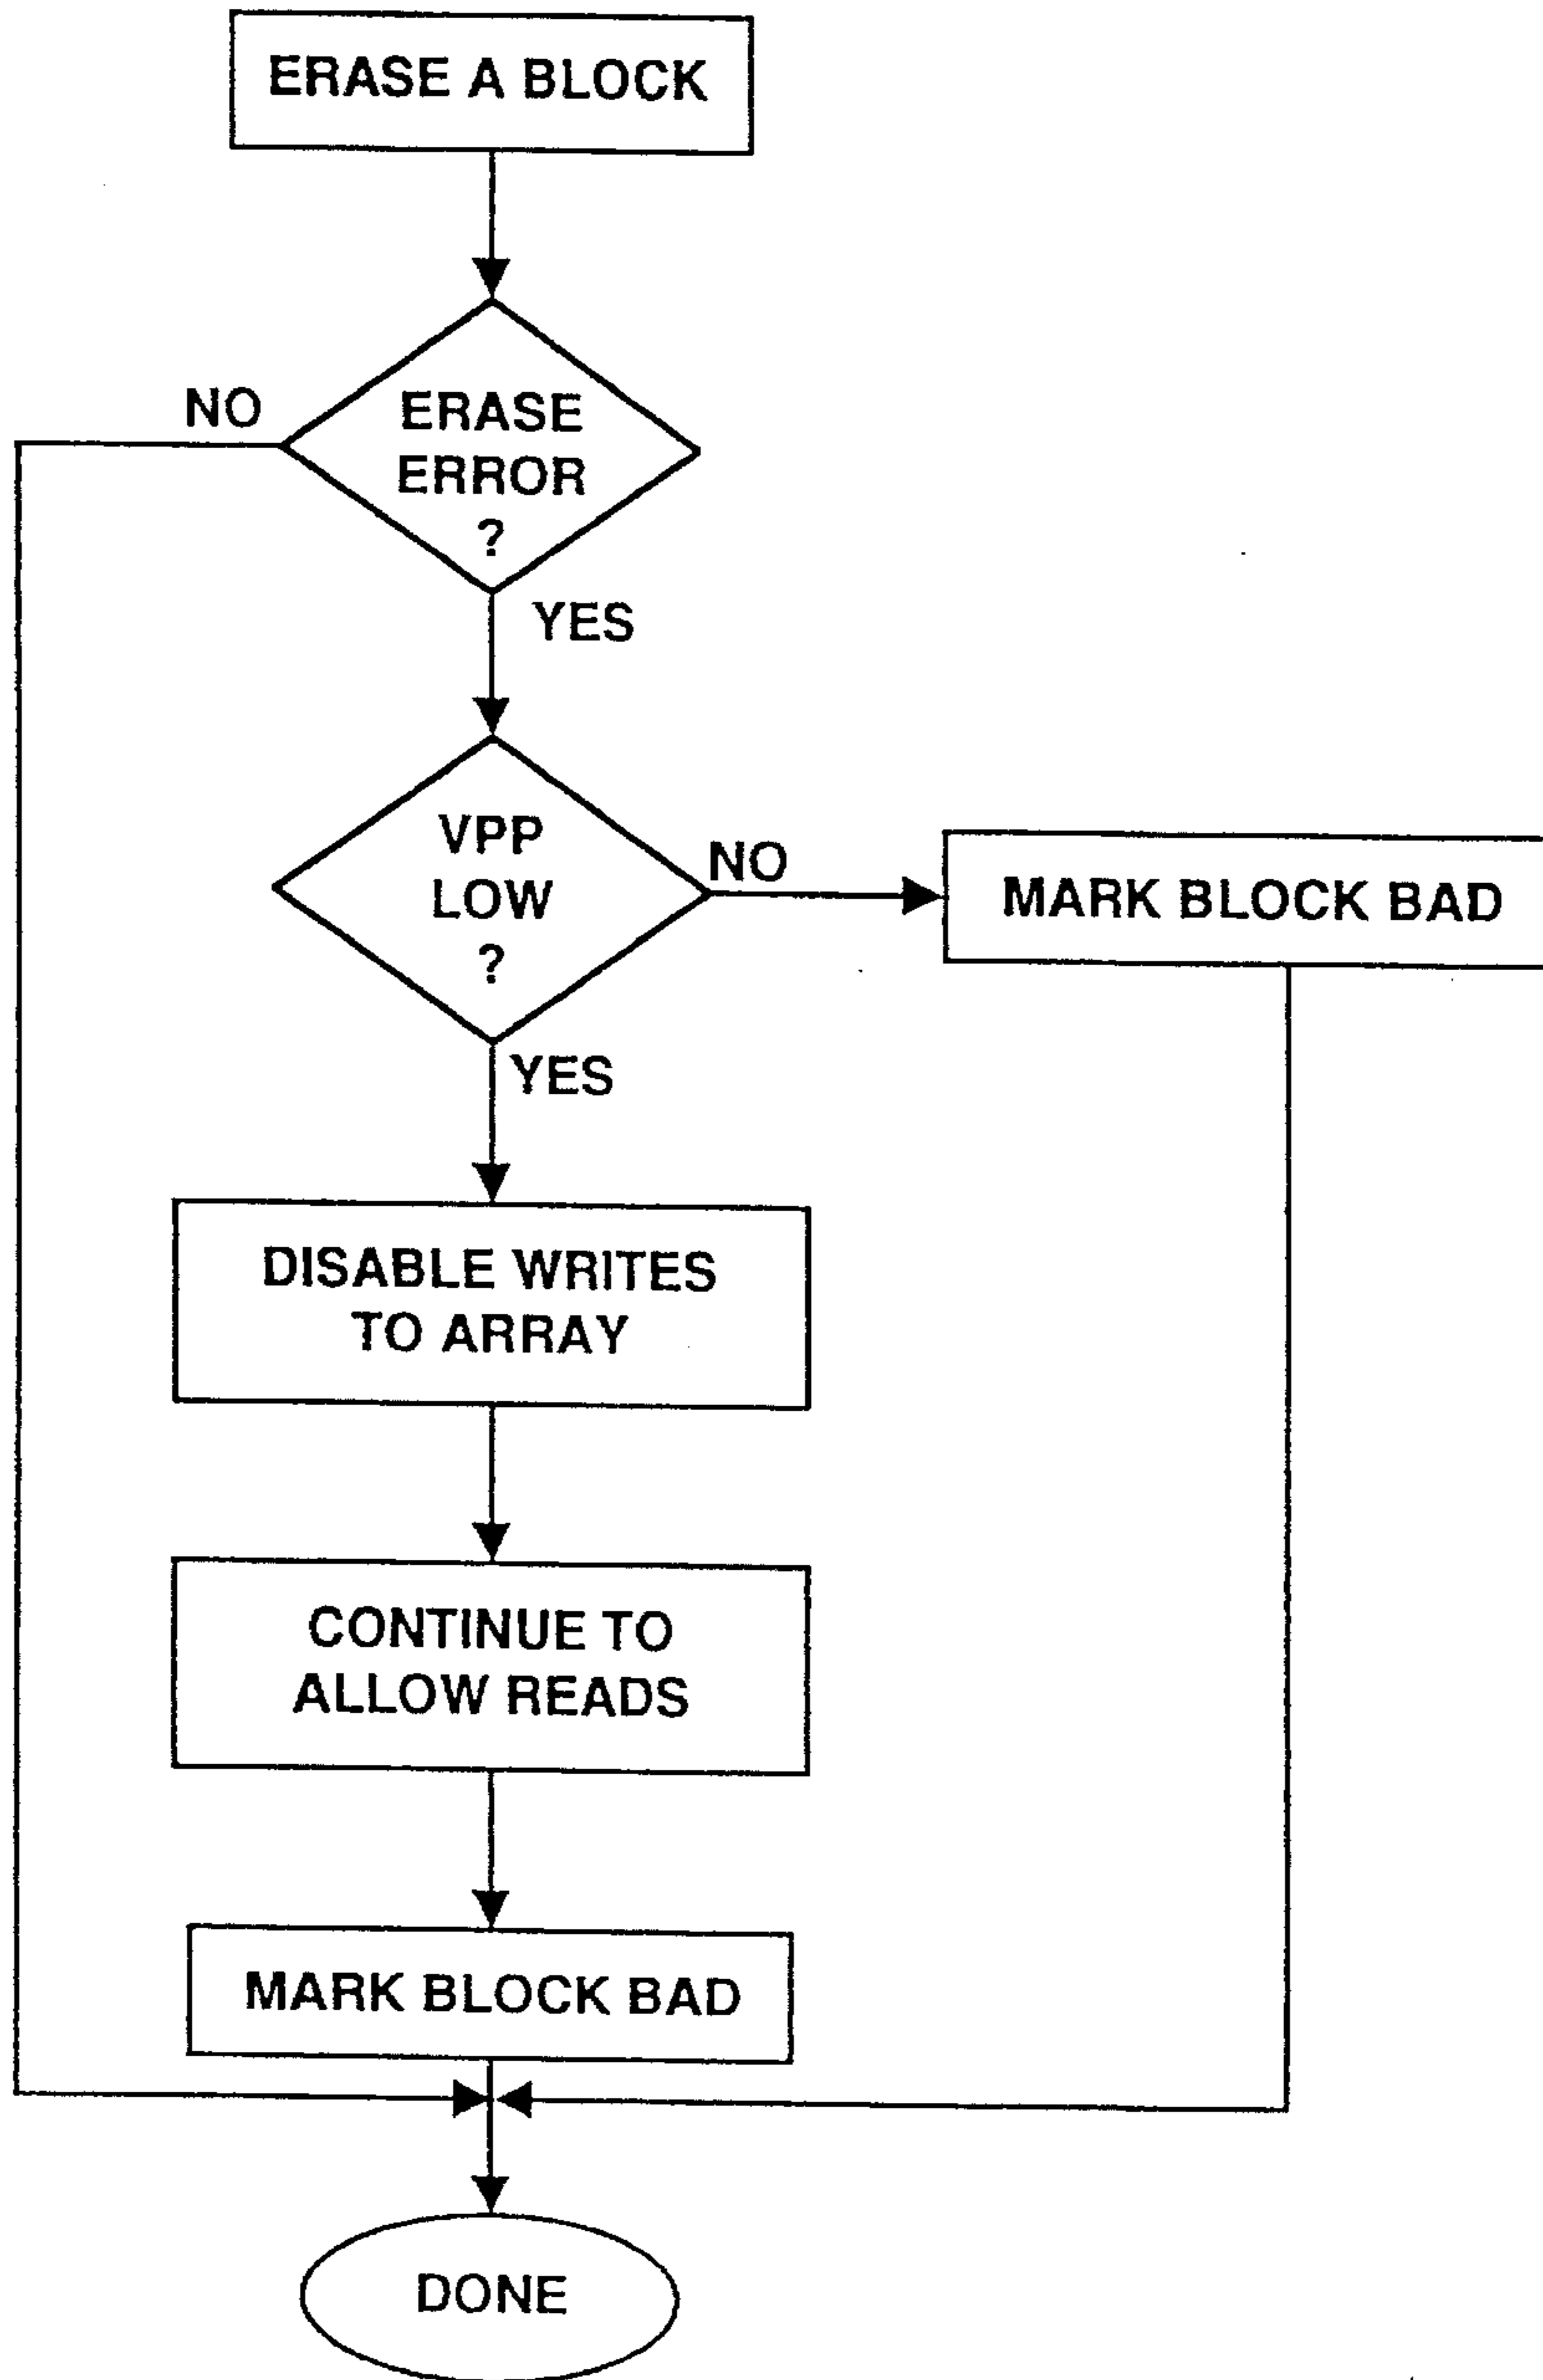 ERASE A BLOCK
NO
ERASE
ERROR
?
YES
VPP
LOW
?
NO
MARK BLOCK BAD
YES
DISABLE WRITES
TO ARRAY
CONTINUE TO
ALLOW READS
MARK BLOCK BAD
DONE